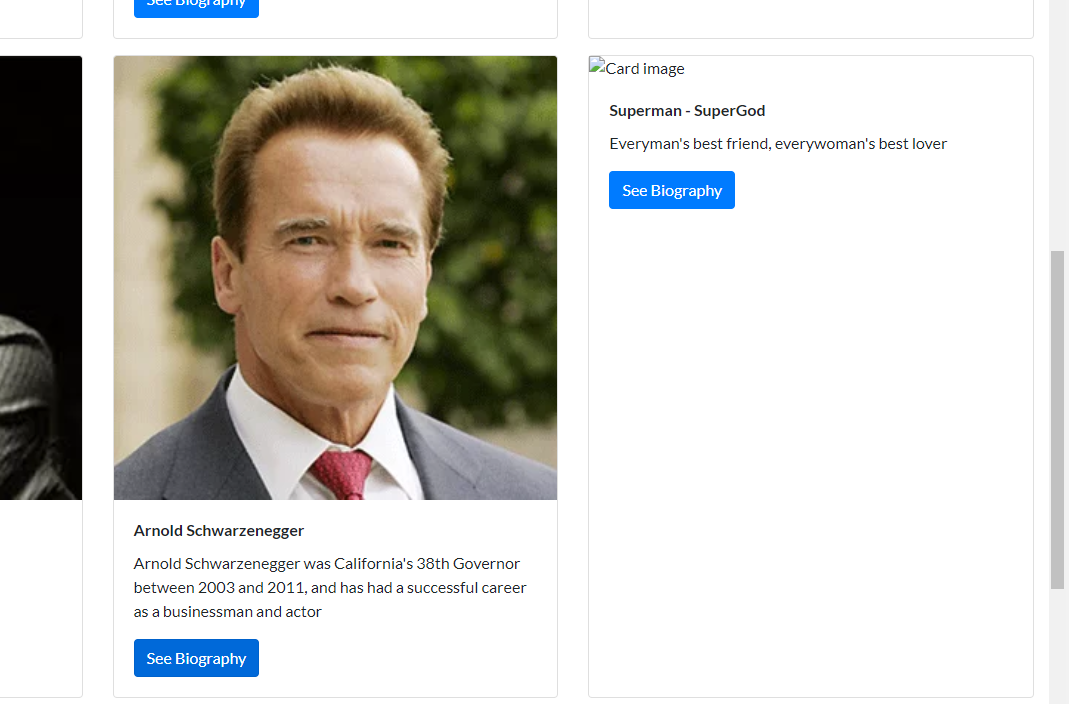 See Biography
Card image
Superman - SuperGod
Everyman's best friend, everywoman's best lover
See Biography
Arnold Schwarzenegger
Arnold Schwarzenegger was California's 38th Governor
between 2003 and 2011, and has had a successful career
as a businessman and actor
See Biography